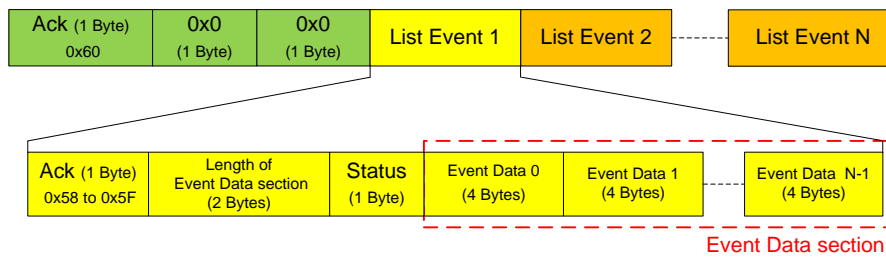 Ack (1 Byte)
0x60
0x0
(1 Byte)
0x0
(1 Byte)
List Event 1
List Event 2
List Event N
Ack (1 Byte)
0x58 to 0x5F
Length of
Event Data section
(2 Bytes)
Status
(1 Byte)
Event Data 0
(4 Bytes)
Event Data 1
(4 Bytes)
Event Data N-1
(4 Bytes)
Event Data section